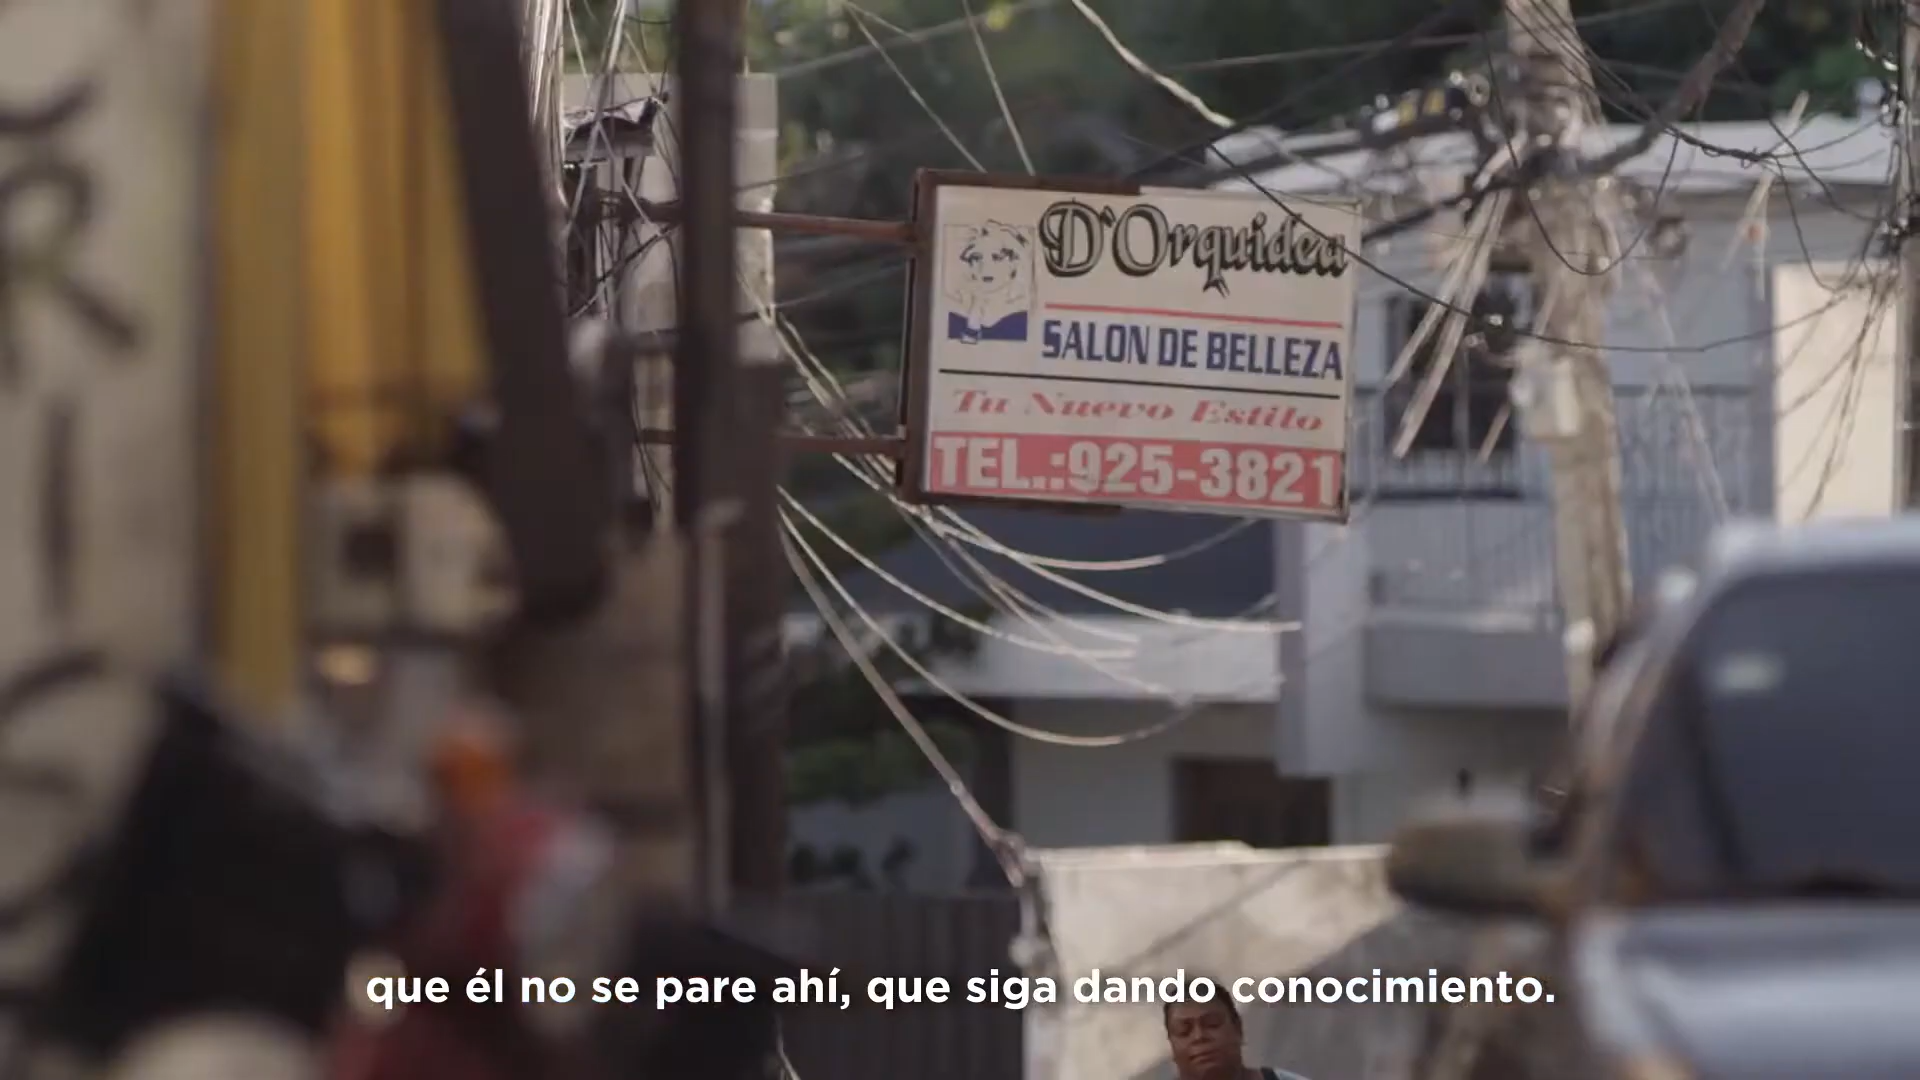 D'Orquidea
SALON DE BELLEZA
Tu Nuevo Estilo
TEL.:925-3821
que él no se pare ahí, que siga dando conocimiento.